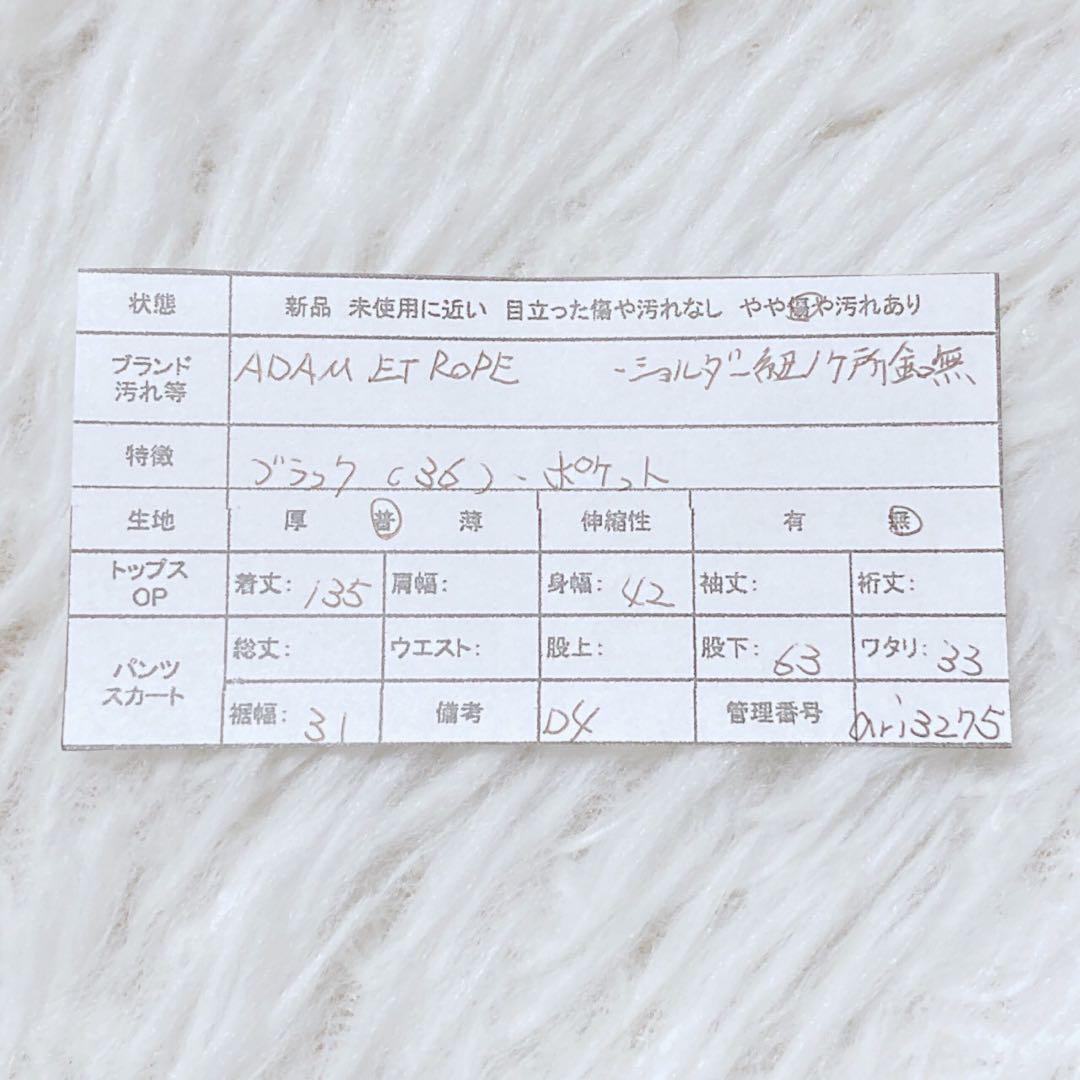 状態 新品 未使用に近い 目立った傷や汚れなし やや傷や汚れあり
ブランド 汚れ等 ADAM ET ROPE ・ショルダー紐1ケ所金無
特徴 ブラック(36)、ポケット
生地 厚 普 薄 伸縮性 有 無
トップス OP 着丈: 135 肩幅: 身幅: 42 袖丈: 裄丈:
パンツ スカート 総丈: ウエスト: 股上: 股下: 63 ワタリ: 33
裾幅: 31 備考 D4 管理番号 ari3275